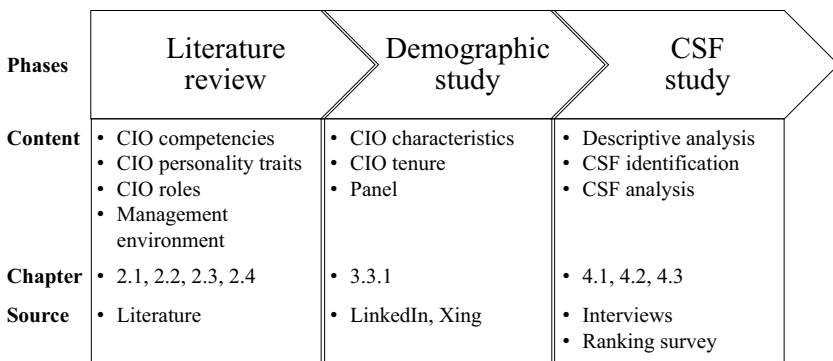 Phases
Literature
review
Demographic
study
CSF
study
Content
• CIO competencies
• CIO personality traits
• CIO roles
• Management
environment
• CIO characteristics
• CIO tenure
• Panel
• Descriptive analysis
• CSF identification
• CSF analysis
Chapter
• 2.1, 2.2, 2.3, 2.4
• 3.3.1
• 4.1, 4.2, 4.3
Source
• Literature
• LinkedIn, Xing
• Interviews
• Ranking survey